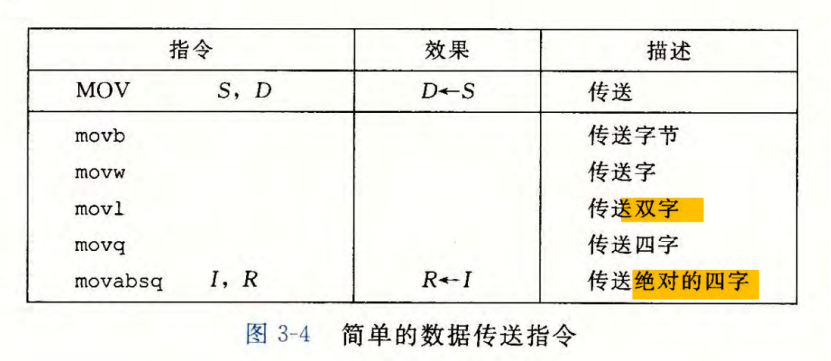 指令 效果 描述
MOV S, D D←S 传送
movb 传送字节
movw 传送字
movl 传送双字
movq 传送四字
movabsq I, R R←I 传送绝对的四字
图 3-4 简单的数据传送指令